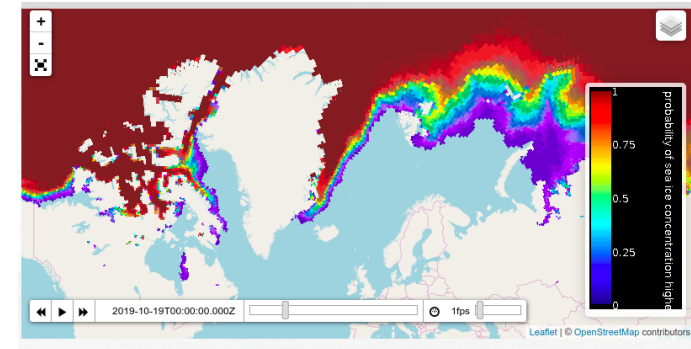 +
-
1
probability of sea ice concentration highe
0.75
0.5
0.25
0
2019-10-19T00:00:00.000Z
1fps
Leaflet | © OpenStreetMap contributors